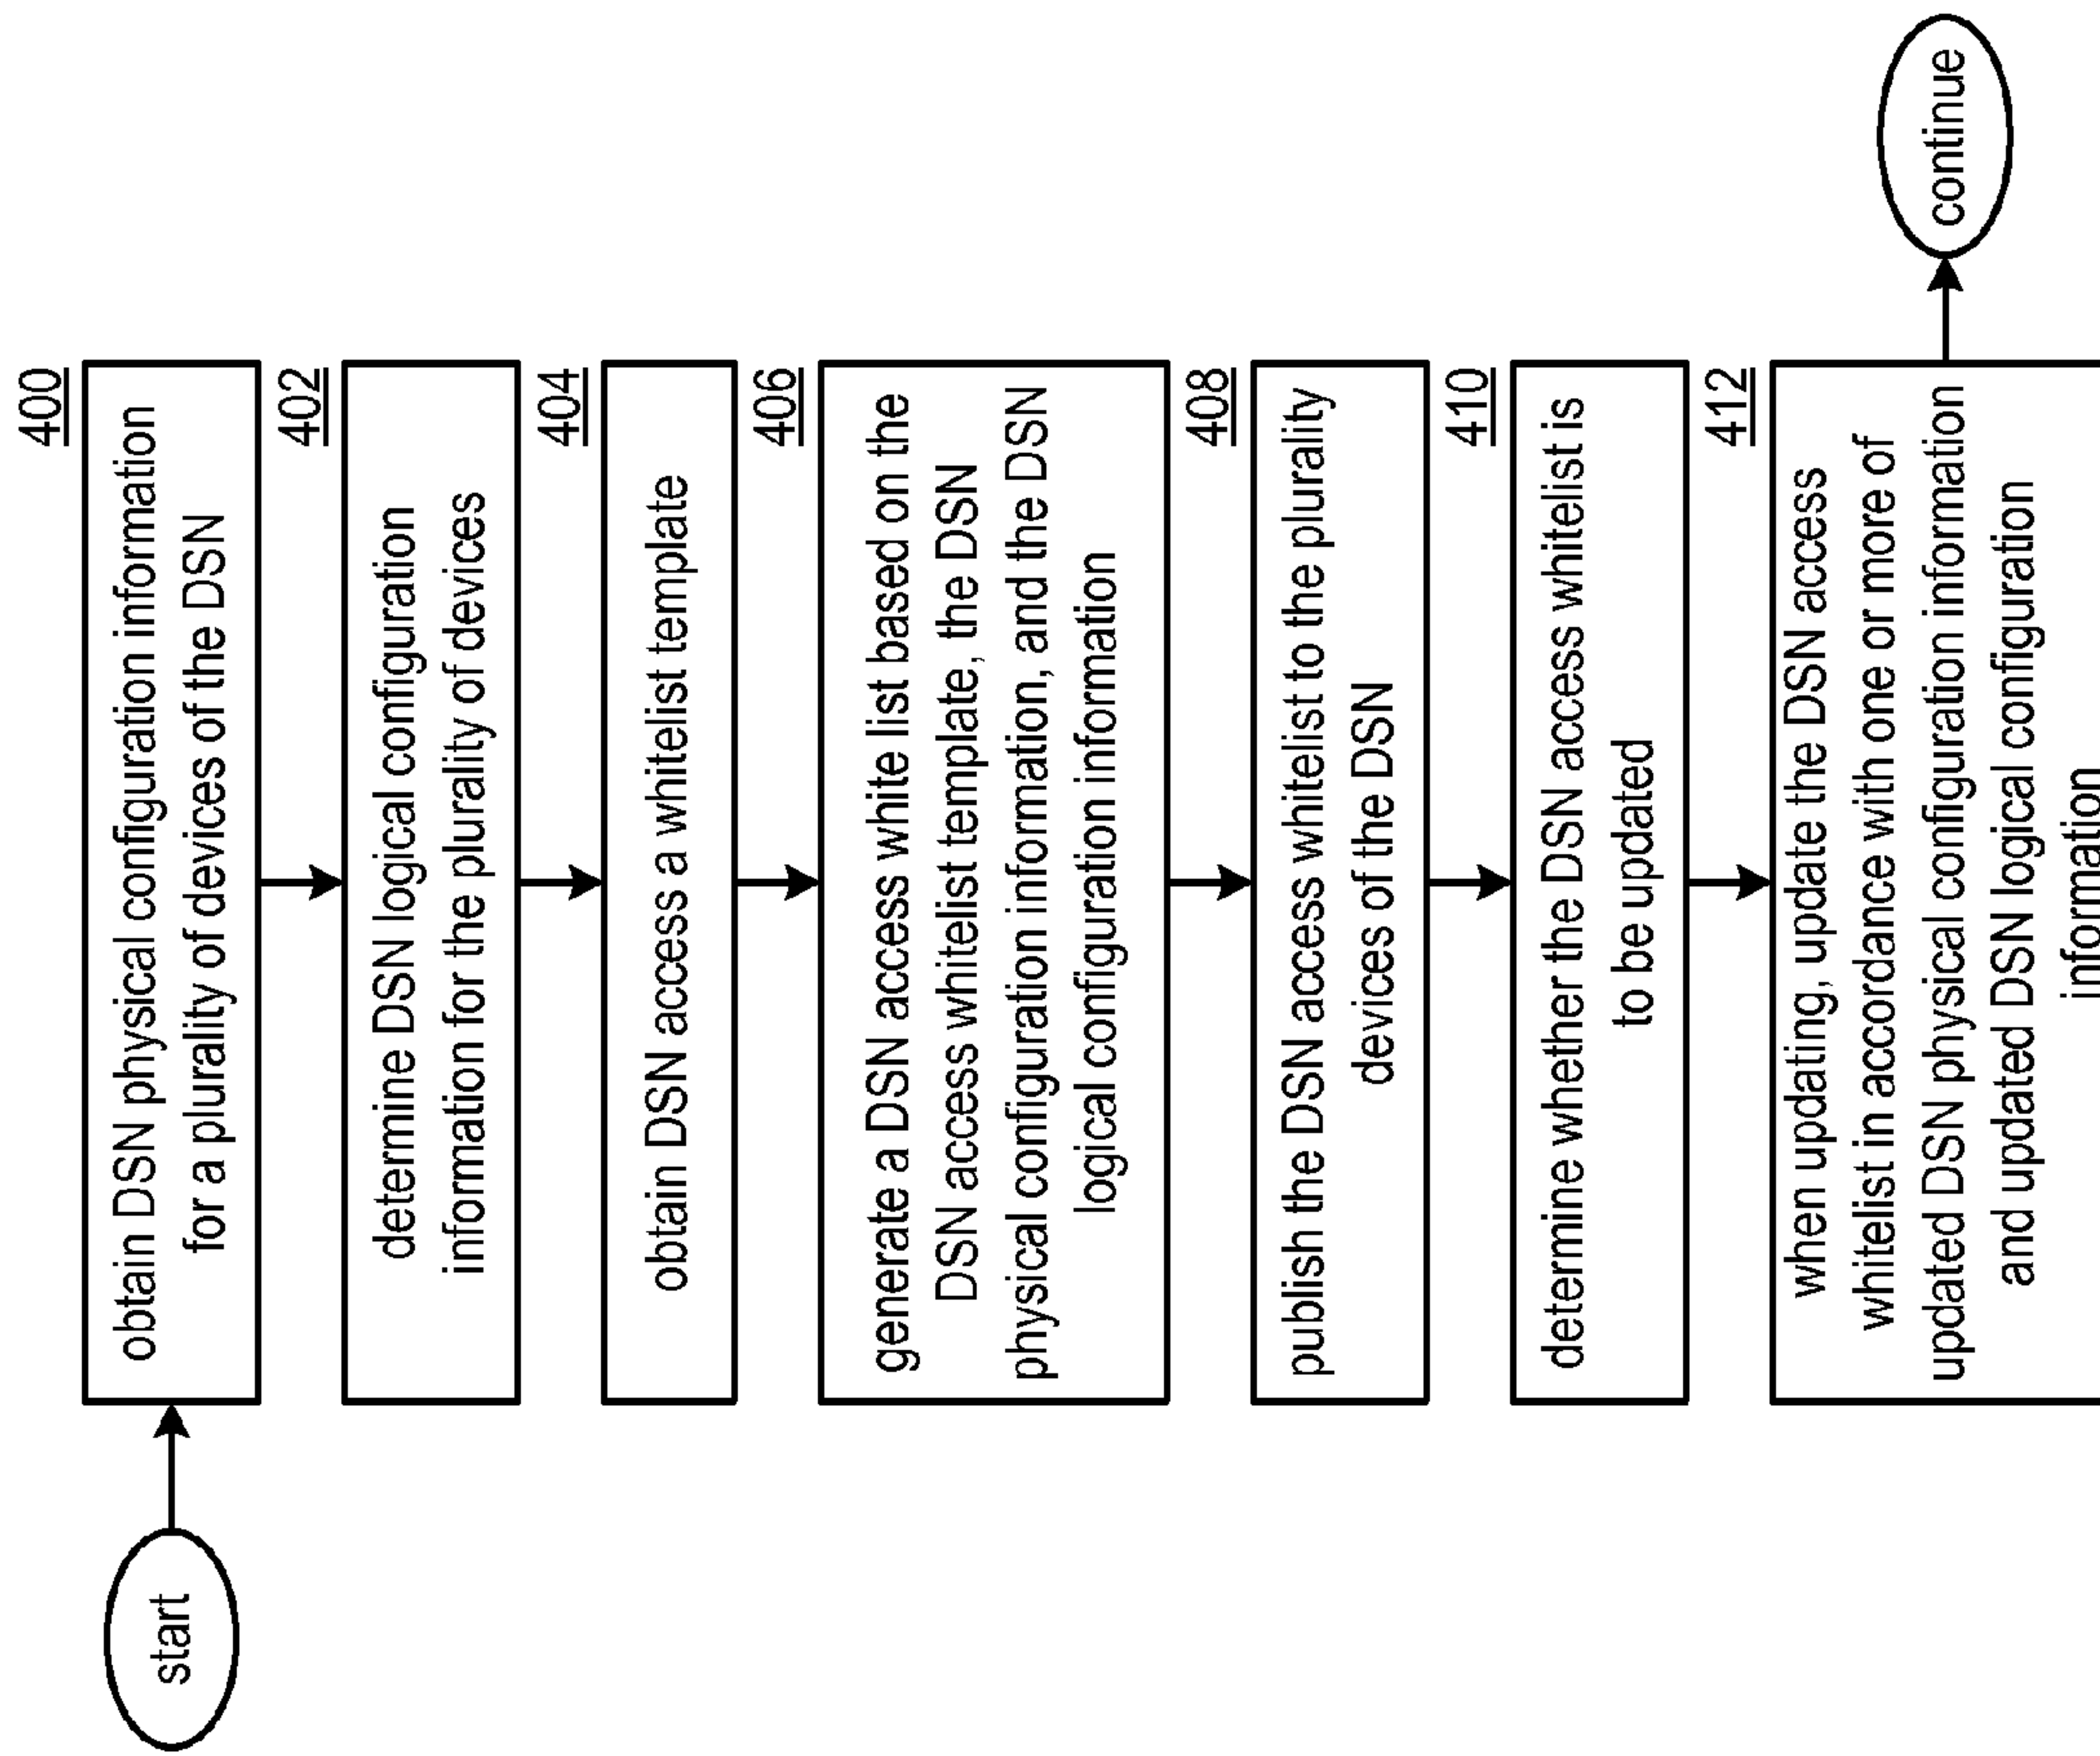 start
400
obtain DSN physical configuration information
for a plurality of devices of the DSN
402
determine DSN logical configuration
information for the plurality of devices
404
obtain DSN access a whitelist template
406
generate a DSN access white list based on the
DSN access whitelist template, the DSN
physical configuration information, and the DSN
logical configuration information
408
publish the DSN access whitelist to the plurality
devices of the DSN
410
determine whether the DSN access whitelist is
to be updated
412
when updating, update the DSN access
whitelist in accordance with one or more of
updated DSN physical configuration information
and updated DSN logical configuration
information
continue